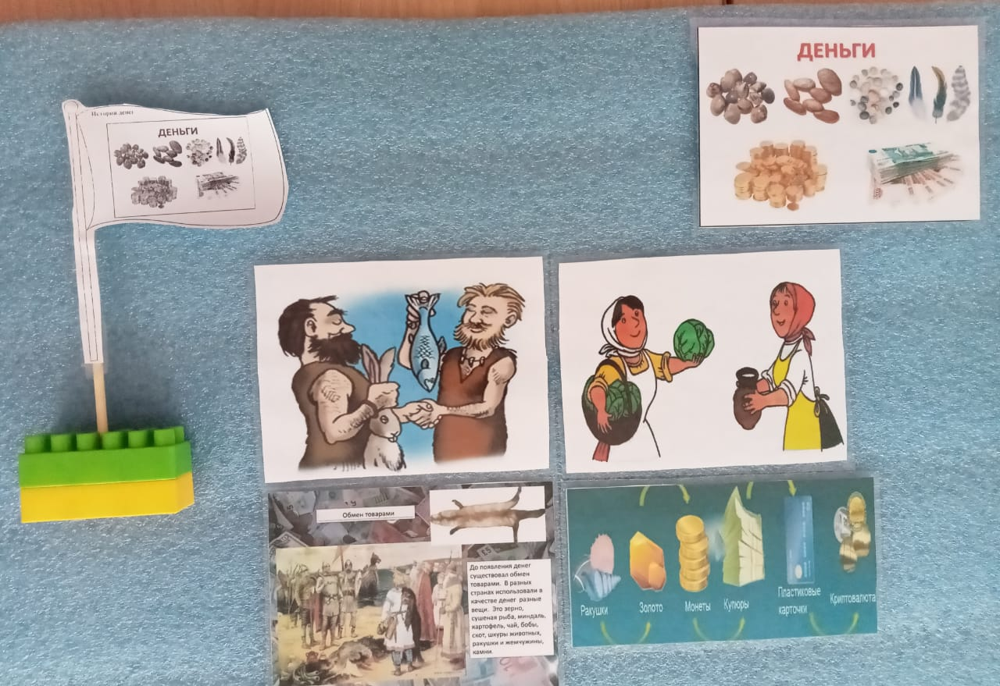 ДЕНЬГИ
История денег
ДЕНЬГИ
Обмен товарами
До появления денег
существовал обмен
товарами. В разных
странах использовали в
качестве денег разные
вещи. Это зерно,
сушеная рыба, миндаль,
картофель, чай, бобы,
скот, шкуры животных,
ракушки и жемчужины,
камни.
Ракушки
Золото
Монеты
Купюры
Пластиковые
карточки
Криптовалюта